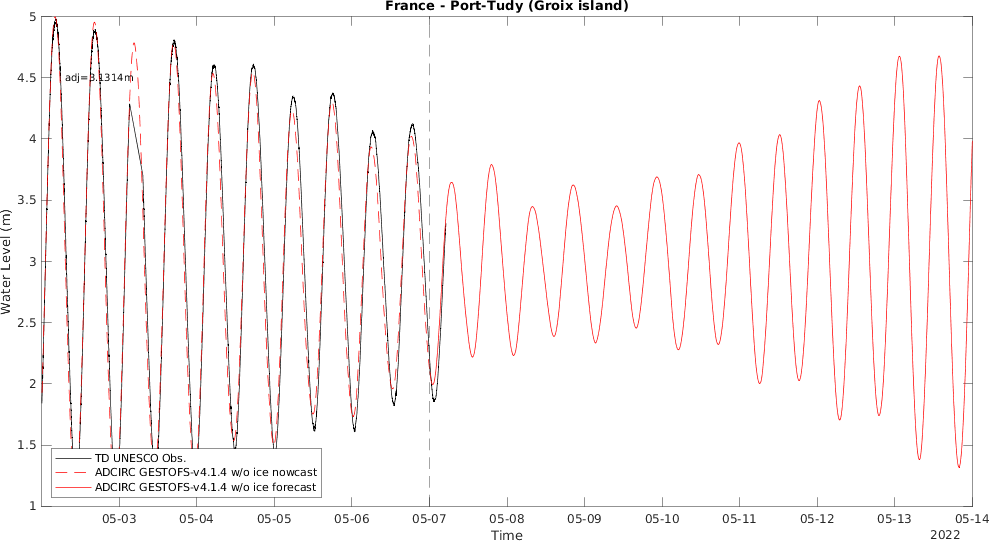 France - Port-Tudy (Groix island)
adj=3.1314m
Water Level (m)
5
4.5
4
3.5
3
2.5
2
1.5
1
TD UNESCO Obs.
ADCIRC GESTOFS-v4.1.4 w/o ice nowcast
ADCIRC GESTOFS-v4.1.4 w/o ice forecast
05-03 05-04 05-05 05-06 05-07 05-08 05-09 05-10 05-11 05-12 05-13 05-14
Time
2022